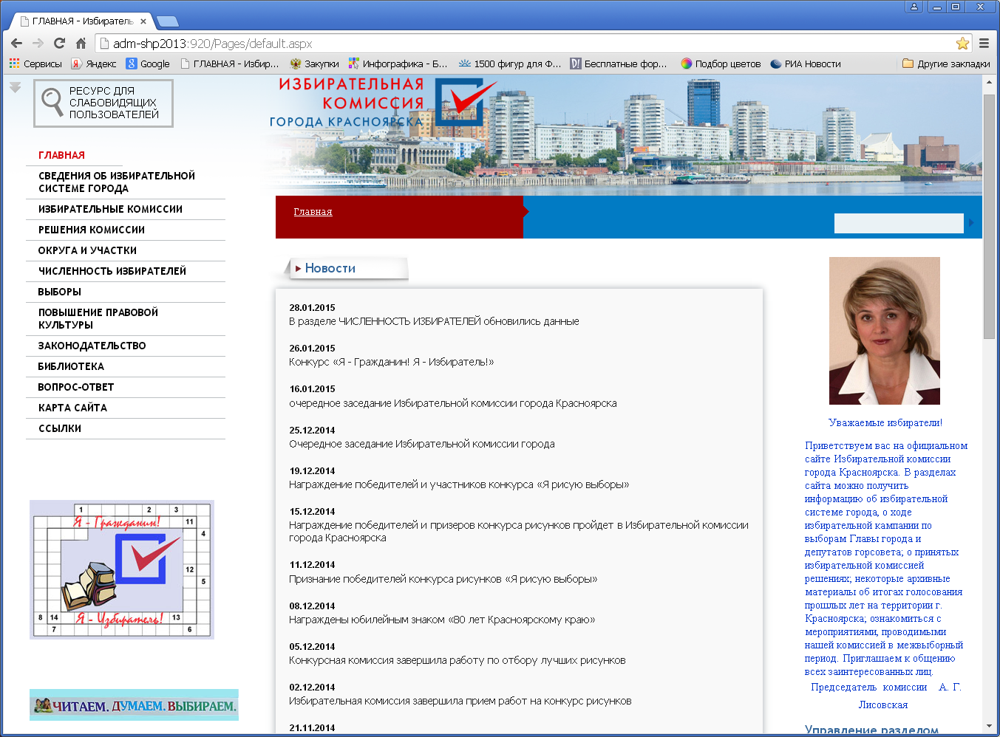 ГЛАВНАЯ - Избиратель
adm-shp2013:920/Pages/default.aspx
Сервисы Яндекс Google ГЛАВНАЯ - Избир... Закупки Инфографика - Б... 1500 фигур для Ф... Бесплатные фор... Подбор цветов РИА Новости Другие закладки
РЕСУРС ДЛЯ
СЛАБОВИДЯЩИХ
ПОЛЬЗОВАТЕЛЕЙ
ИЗБИРАТЕЛЬНАЯ
КОМИССИЯ
ГОРОДА КРАСНОЯРСКА
ГЛАВНАЯ
СВЕДЕНИЯ ОБ ИЗБИРАТЕЛЬНОЙ
СИСТЕМЕ ГОРОДА
ИЗБИРАТЕЛЬНЫЕ КОМИССИИ
РЕШЕНИЯ КОМИССИИ
ОКРУГА И УЧАСТКИ
ЧИСЛЕННОСТЬ ИЗБИРАТЕЛЕЙ
ВЫБОРЫ
ПОВЫШЕНИЕ ПРАВОВОЙ
КУЛЬТУРЫ
ЗАКОНОДАТЕЛЬСТВО
БИБЛИОТЕКА
ВОПРОС-ОТВЕТ
КАРТА САЙТА
ССЫЛКИ
1 2 3
Я - Гражданин! 11
4
12
5
8 14 Я - Избиратель! 13
7 6
ЧИТАЕМ. ДУМАЕМ. ВЫБИРАЕМ.
Главная
Новости
28.01.2015
В разделе ЧИСЛЕННОСТЬ ИЗБИРАТЕЛЕЙ обновились данные
26.01.2015
Конкурс «Я - Гражданин! Я - Избиратель!»
16.01.2015
очередное заседание Избирательной комиссии города Красноярска
25.12.2014
Очередное заседание Избирательной комиссии города
19.12.2014
Награждение победителей и участников конкурса «Я рисую выборы»
15.12.2014
Награждение победителей и призеров конкурса рисунков пройдет в Избирательной комиссии
города Красноярска
11.12.2014
Признание победителей конкурса рисунков «Я рисую выборы»
08.12.2014
Награждены юбилейным знаком «80 лет Красноярскому краю»
05.12.2014
Конкурсная комиссия завершила работу по отбору лучших рисунков
02.12.2014
Избирательная комиссия завершила прием работ на конкурс рисунков
21.11.2014
Уважаемые избиратели!
Приветствуем вас на официальном
сайте Избирательной комиссии
города Красноярска. В разделах
сайта можно получить
информацию об избирательной
системе города, о ходе
избирательной кампании по
выборам Главы города и
депутатов горсовета; о принятых
избирательной комиссией
решениях; некоторые архивные
материалы об итогах голосования
прошлых лет на территории г.
Красноярска; ознакомиться с
мероприятиями, проводимыми
нашей комиссией в межвыборный
период. Приглашаем к общению
всех заинтересованных лиц.
Председатель комиссии А. Г.
Лисовская
Управление разделом